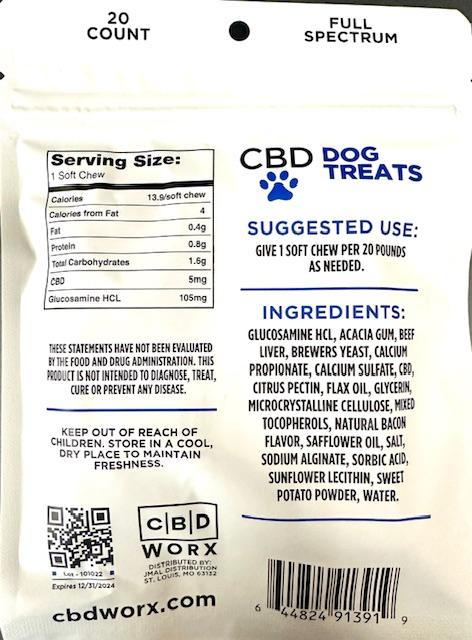 20
COUNT
FULL
SPECTRUM
Serving Size:
1 Soft Chew
Calories 13.9/soft chew
Calories from Fat 4
Fat 0.4g
Protein 0.8g
Total Carbohydrates 1.6g
CBD 5mg
Glucosamine HCL 105mg
THESE STATEMENTS HAVE NOT BEEN EVALUATED
BY THE FOOD AND DRUG ADMINISTRATION. THIS
PRODUCT IS NOT INTENDED TO DIAGNOSE, TREAT,
CURE OR PREVENT ANY DISEASE.
KEEP OUT OF REACH OF
CHILDREN. STORE IN A COOL,
DRY PLACE TO MAINTAIN
FRESHNESS.
Lot - 101022
Expires 12/31/2024
C|B|D
WORX
DISTRIBUTED BY:
JMAL DISTRIBUTION
ST. LOUIS, MO 63132
cbdworx.com
CBD DOG
TREATS
SUGGESTED USE:
GIVE 1 SOFT CHEW PER 20 POUNDS
AS NEEDED.
INGREDIENTS:
GLUCOSAMINE HCL, ACACIA GUM, BEEF
LIVER, BREWERS YEAST, CALCIUM
PROPIONATE, CALCIUM SULFATE, CBD,
CITRUS PECTIN, FLAX OIL, GLYCERIN,
MICROCRYSTALLINE CELLULOSE, MIXED
TOCOPHEROLS, NATURAL BACON
FLAVOR, SAFFLOWER OIL, SALT,
SODIUM ALGINATE, SORBIC ACID,
SUNFLOWER LECITHIN, SWEET
POTATO POWDER, WATER.
6 44824 91391 9